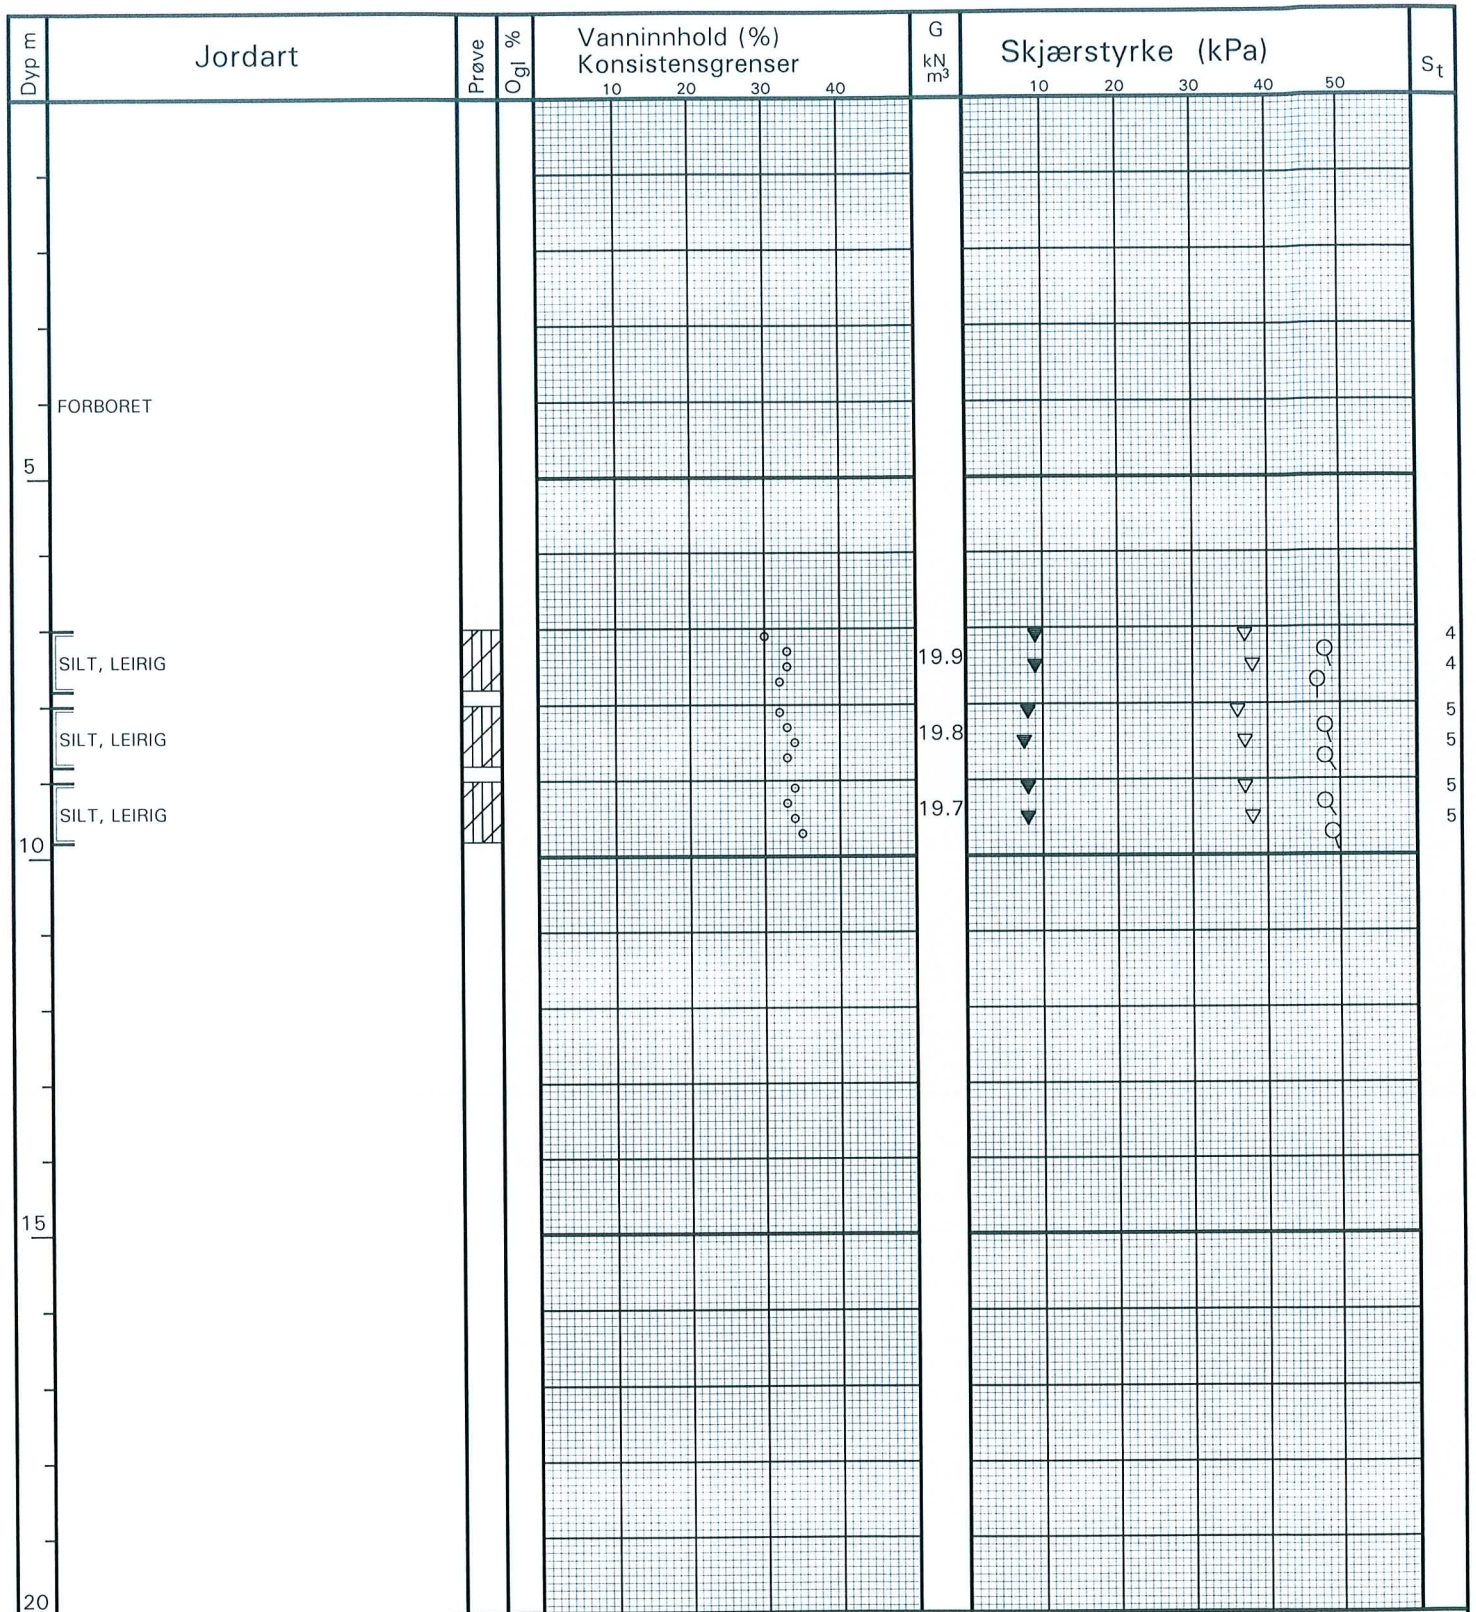 Dyp m
Jordart
Prøve
Ogl %
Vanninnhold (%)
Konsistensgrenser
10 20 30 40
G
kN
m³
Skjærstyrke (kPa)
10 20 30 40 50
St
FORBORET
5
4
SILT, LEIRIG 19.9 4
5
SILT, LEIRIG 19.8 5
5
SILT, LEIRIG 19.7 5
10
15
20